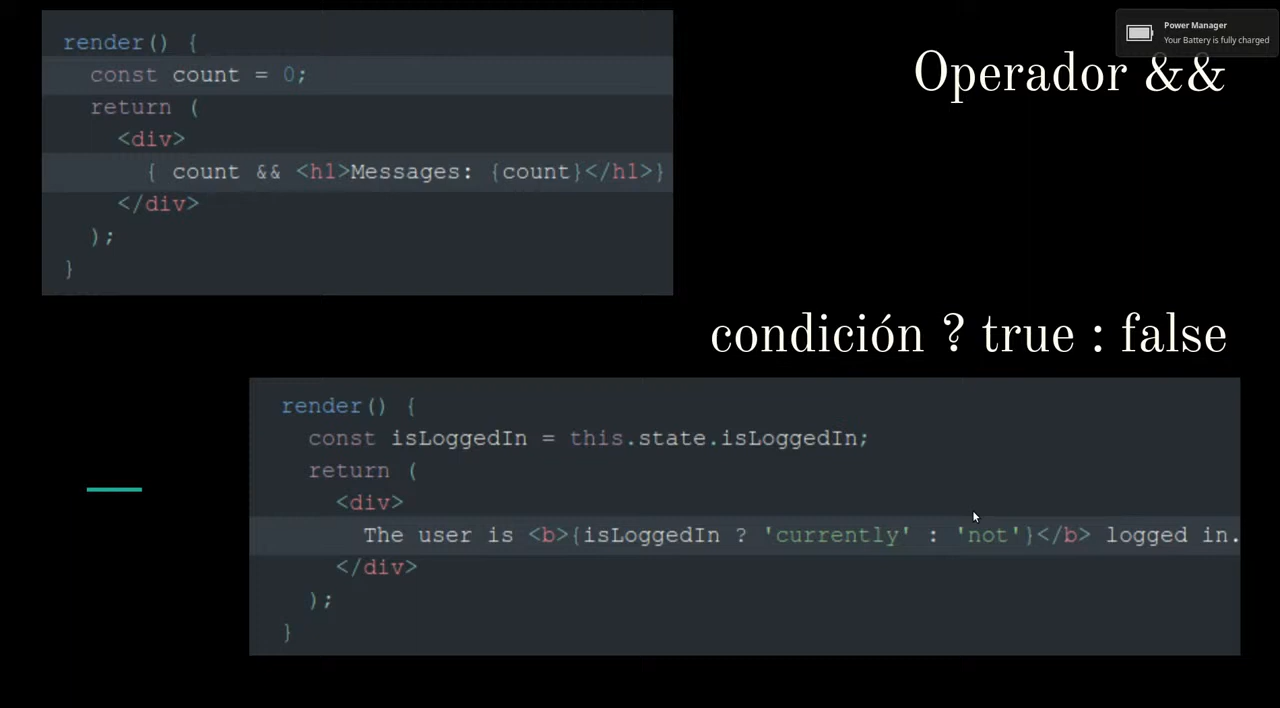 Power Manager
Your Battery is fully charged
Operador &&
render() {
  const count = 0;
  return (
    <div>
      { count && <h1>Messages: {count}</h1>}
    </div>
  );
}
condición ? true : false
render() {
  const isLoggedIn = this.state.isLoggedIn;
  return (
    <div>
      The user is <b>{isLoggedIn ? 'currently' : 'not'}</b> logged in.
    </div>
  );
}